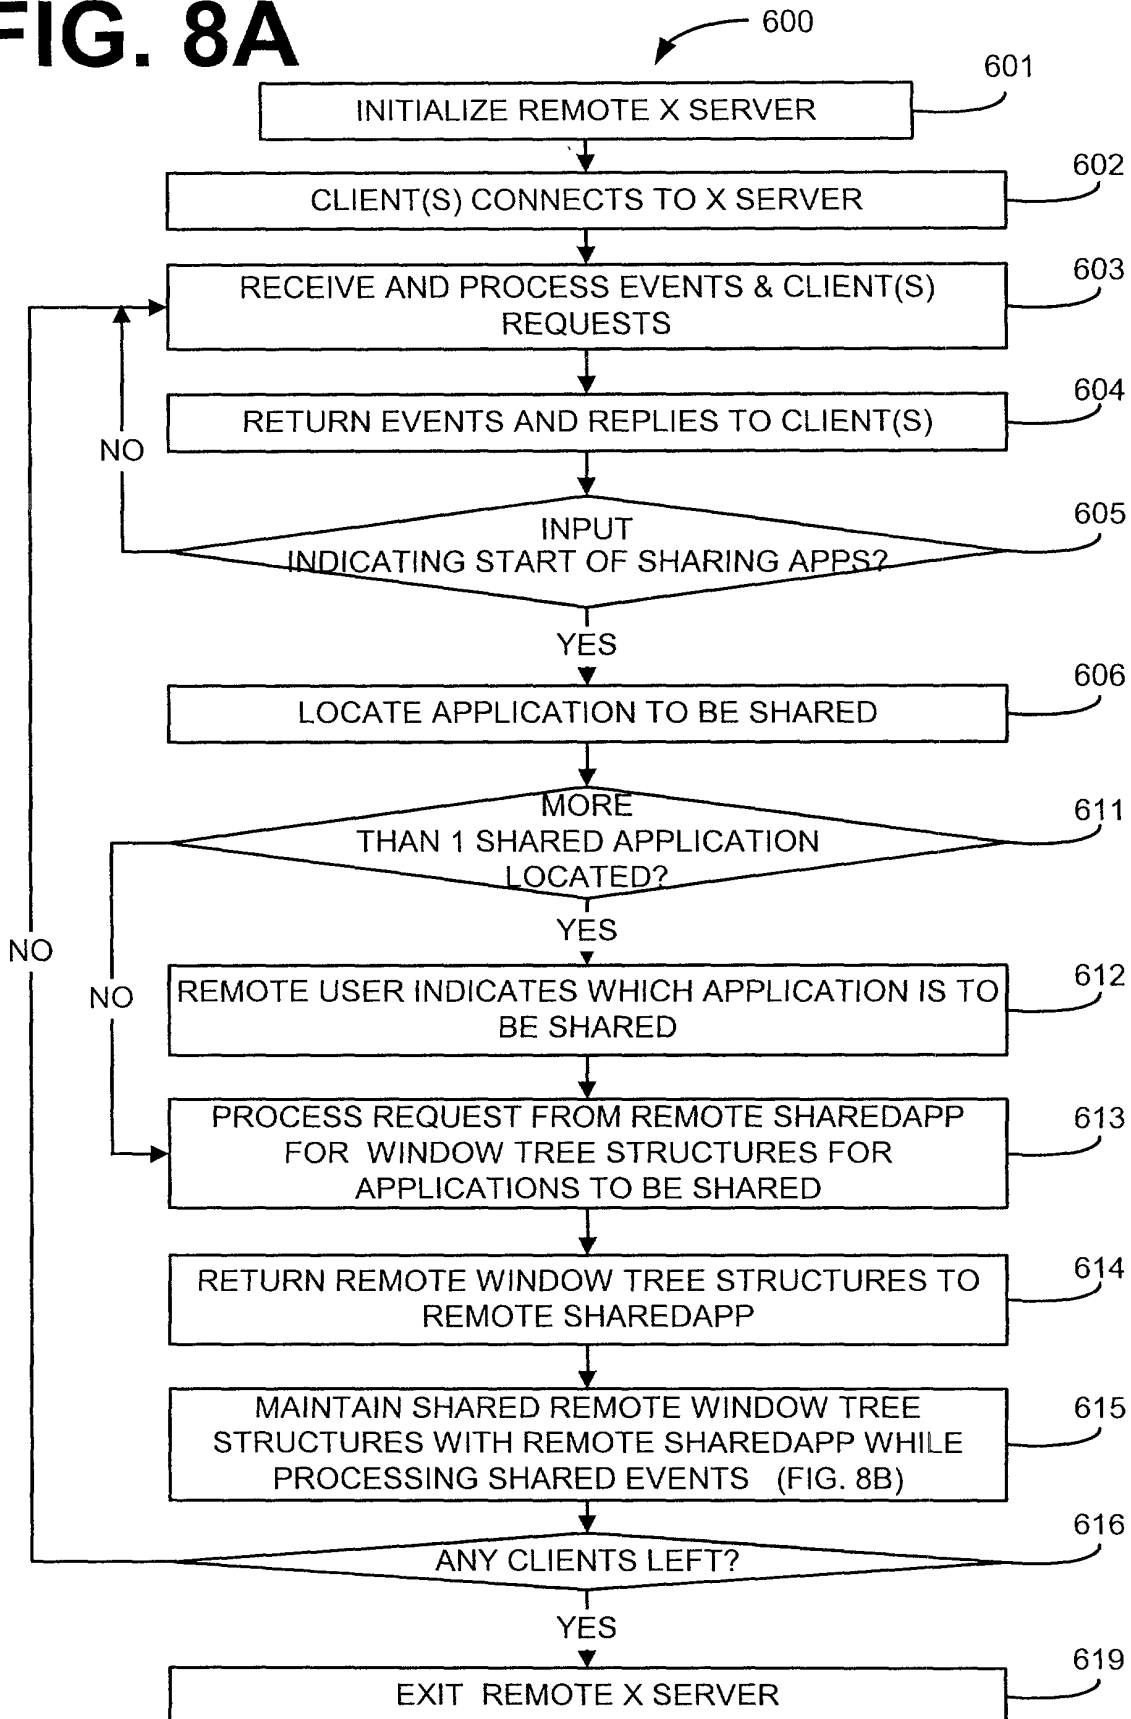 FIG. 8A
600
601
INITIALIZE REMOTE X SERVER
602
CLIENT(S) CONNECTS TO X SERVER
603
RECEIVE AND PROCESS EVENTS & CLIENT(S)
REQUESTS
604
RETURN EVENTS AND REPLIES TO CLIENT(S)
NO
605
INPUT
INDICATING START OF SHARING APPS?
YES
606
LOCATE APPLICATION TO BE SHARED
611
MORE
THAN 1 SHARED APPLICATION
LOCATED?
YES
NO
NO
612
REMOTE USER INDICATES WHICH APPLICATION IS TO
BE SHARED
613
PROCESS REQUEST FROM REMOTE SHAREDAPP
FOR WINDOW TREE STRUCTURES FOR
APPLICATIONS TO BE SHARED
614
RETURN REMOTE WINDOW TREE STRUCTURES TO
REMOTE SHAREDAPP
615
MAINTAIN SHARED REMOTE WINDOW TREE
STRUCTURES WITH REMOTE SHAREDAPP WHILE
PROCESSING SHARED EVENTS (FIG. 8B)
616
ANY CLIENTS LEFT?
YES
619
EXIT REMOTE X SERVER